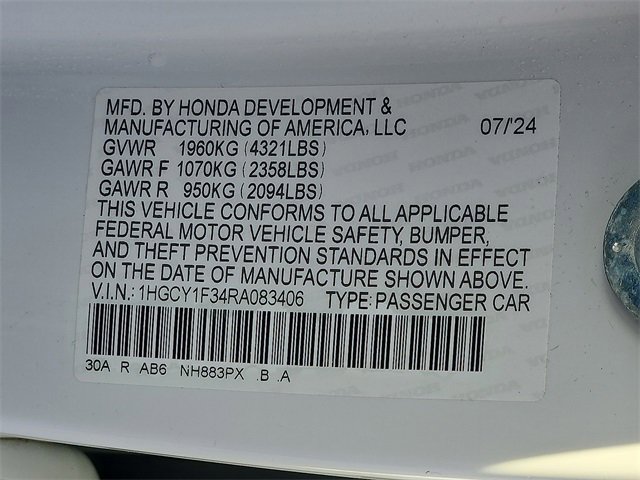 MFD. BY HONDA DEVELOPMENT &
MANUFACTURING OF AMERICA, LLC 07/'24
GVWR 1960KG (4321LBS)
GAWR F 1070KG (2358LBS)
GAWR R 950KG (2094LBS)
THIS VEHICLE CONFORMS TO ALL APPLICABLE
FEDERAL MOTOR VEHICLE SAFETY, BUMPER,
AND THEFT PREVENTION STANDARDS IN EFFECT
ON THE DATE OF MANUFACTURE SHOWN ABOVE.
V.I.N.: 1HGCY1F34RA083406 TYPE: PASSENGER CAR
30A R AB6 NH883PX .B .A